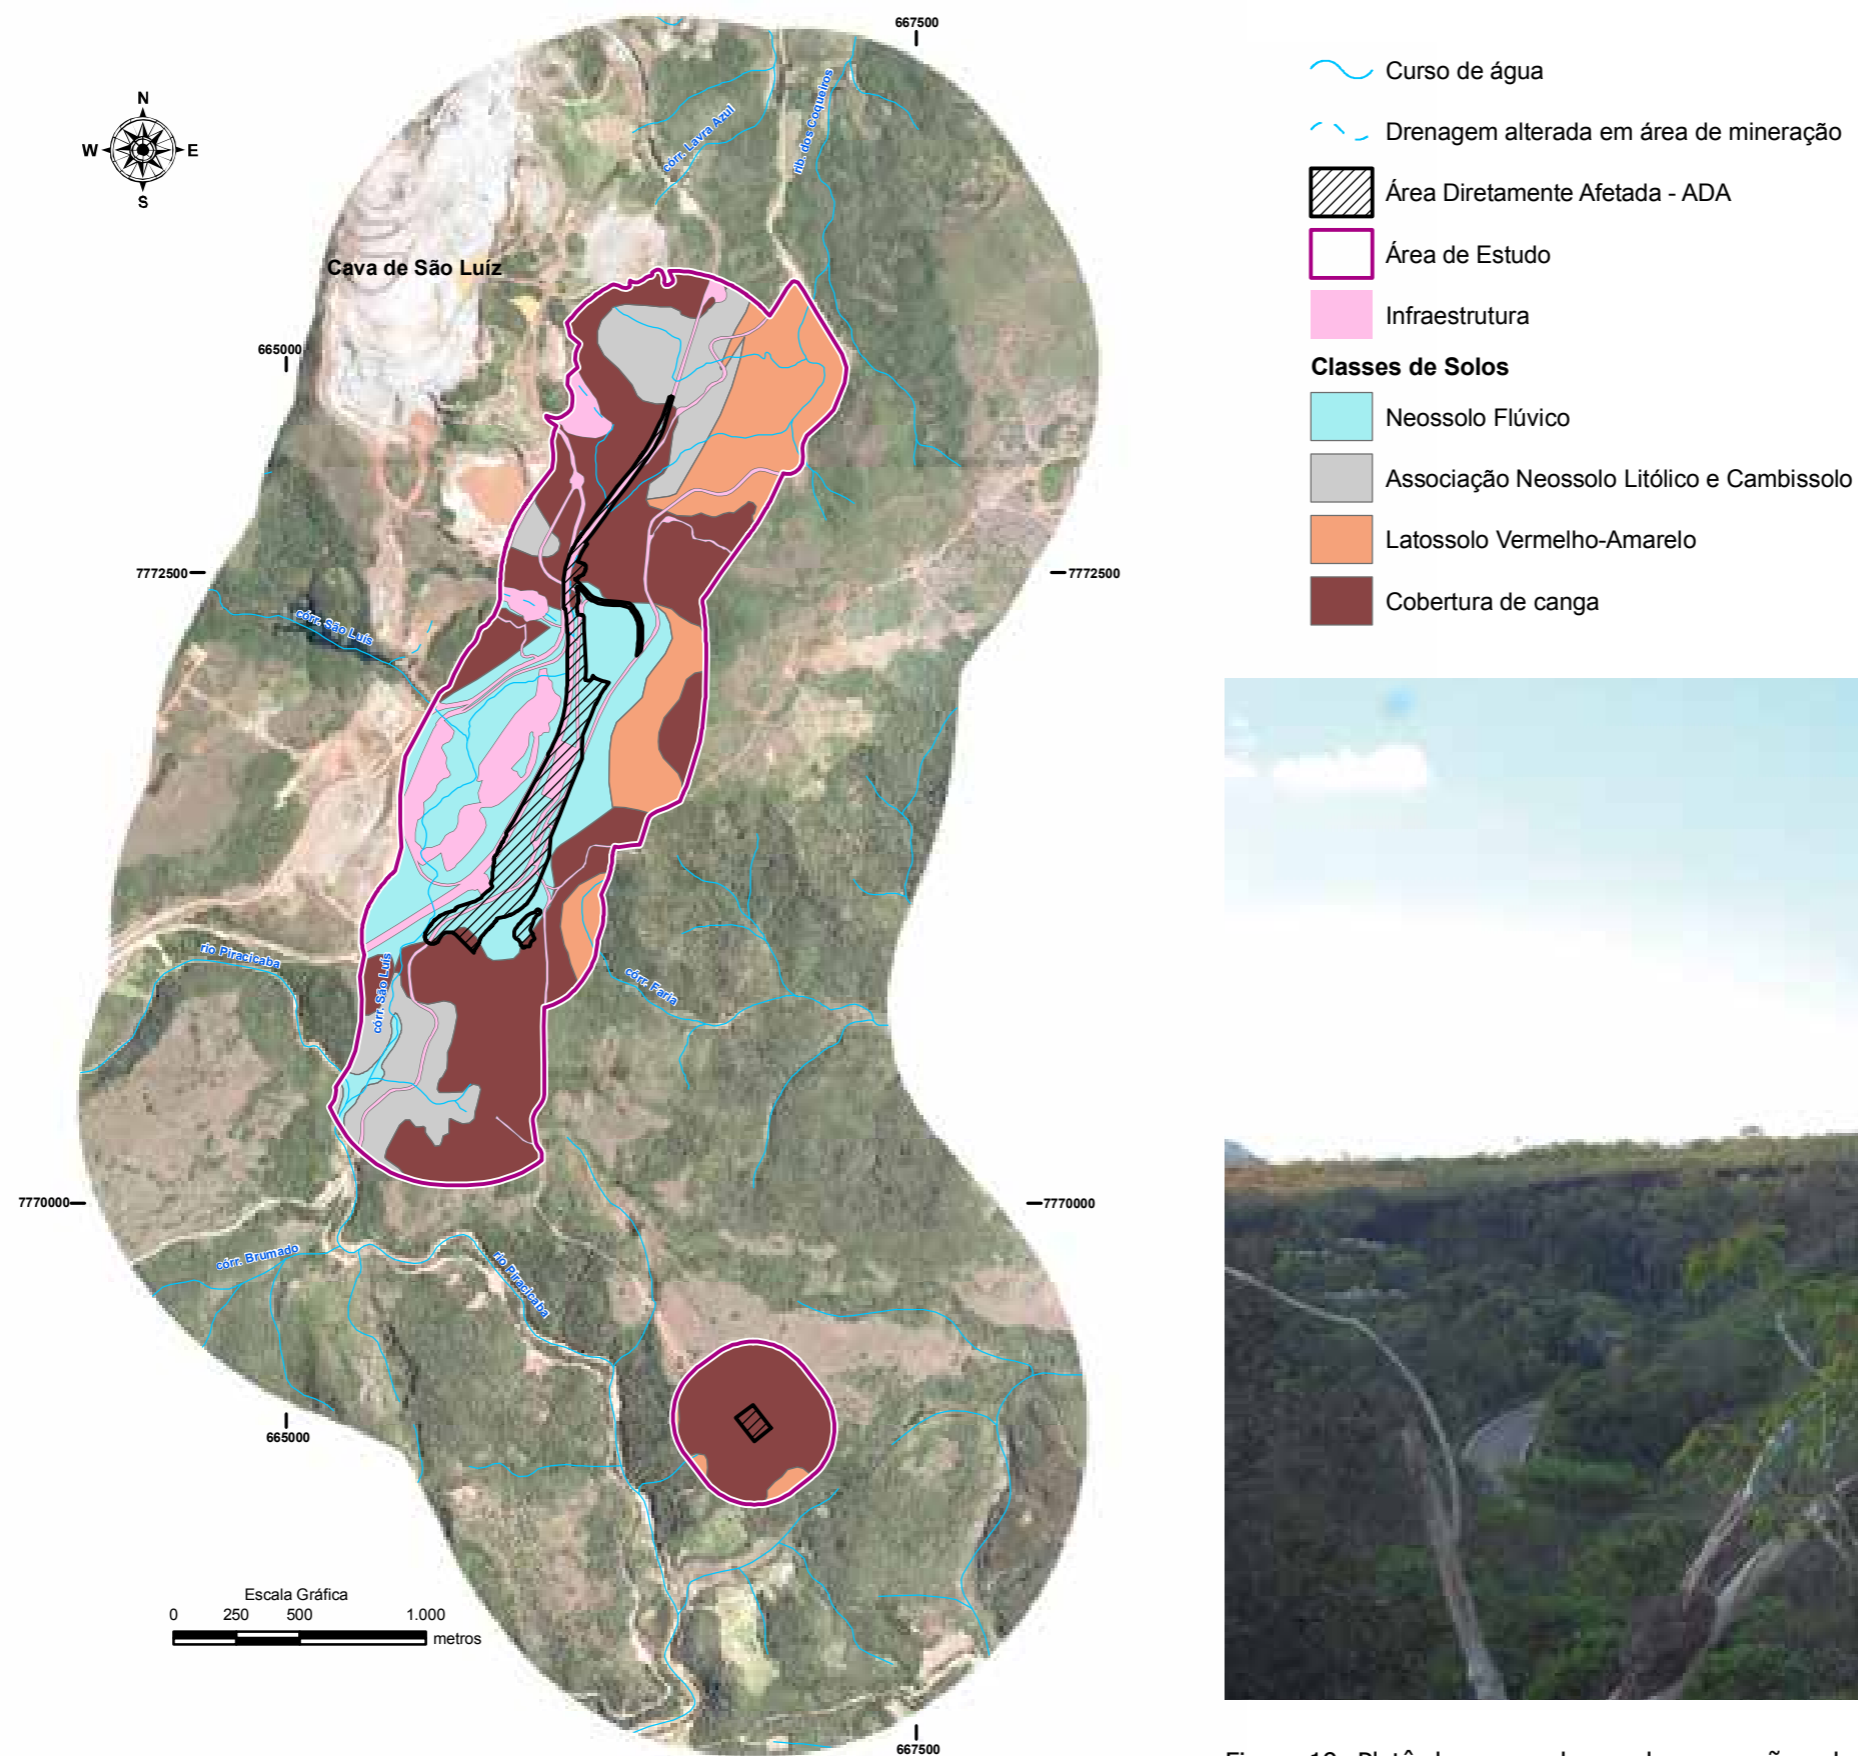 667500
N
W E
S
córr. Lavra Azul
rib. dos Coqueiros
Cava de São Luíz
665000
7772500
7772500
córr. São Luís
rio Piracicaba
córr. São Luís
córr. Faria
7770000
7770000
córr. Brumado
rio Piracicaba
665000
Escala Gráfica
0 250 500 1.000
metros
667500
Curso de água
Drenagem alterada em área de mineração
Área Diretamente Afetada - ADA
Área de Estudo
Infraestrutura
Classes de Solos
Neossolo Flúvico
Associação Neossolo Litólico e Cambissolo
Latossolo Vermelho-Amarelo
Cobertura de canga